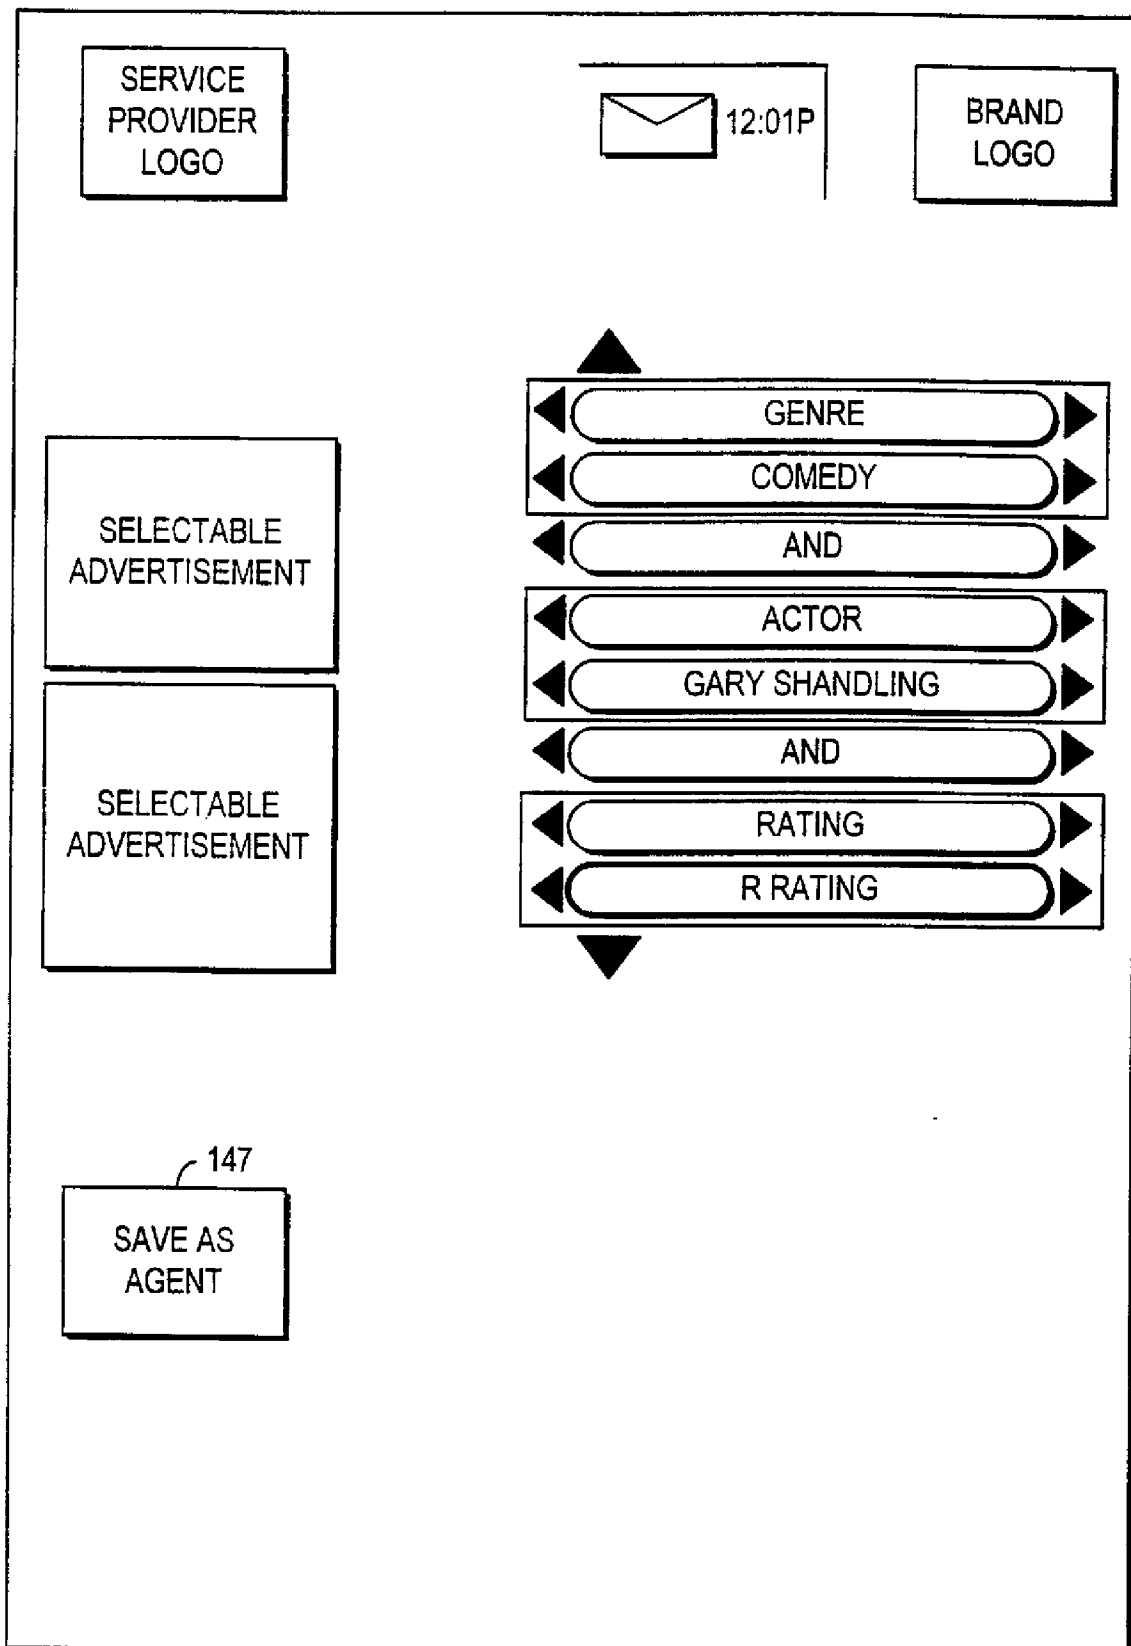 SERVICE
PROVIDER
LOGO
12:01P
BRAND
LOGO
GENRE
COMEDY
AND
ACTOR
GARY SHANDLING
AND
RATING
R RATING
SELECTABLE
ADVERTISEMENT
SELECTABLE
ADVERTISEMENT
147
SAVE AS
AGENT